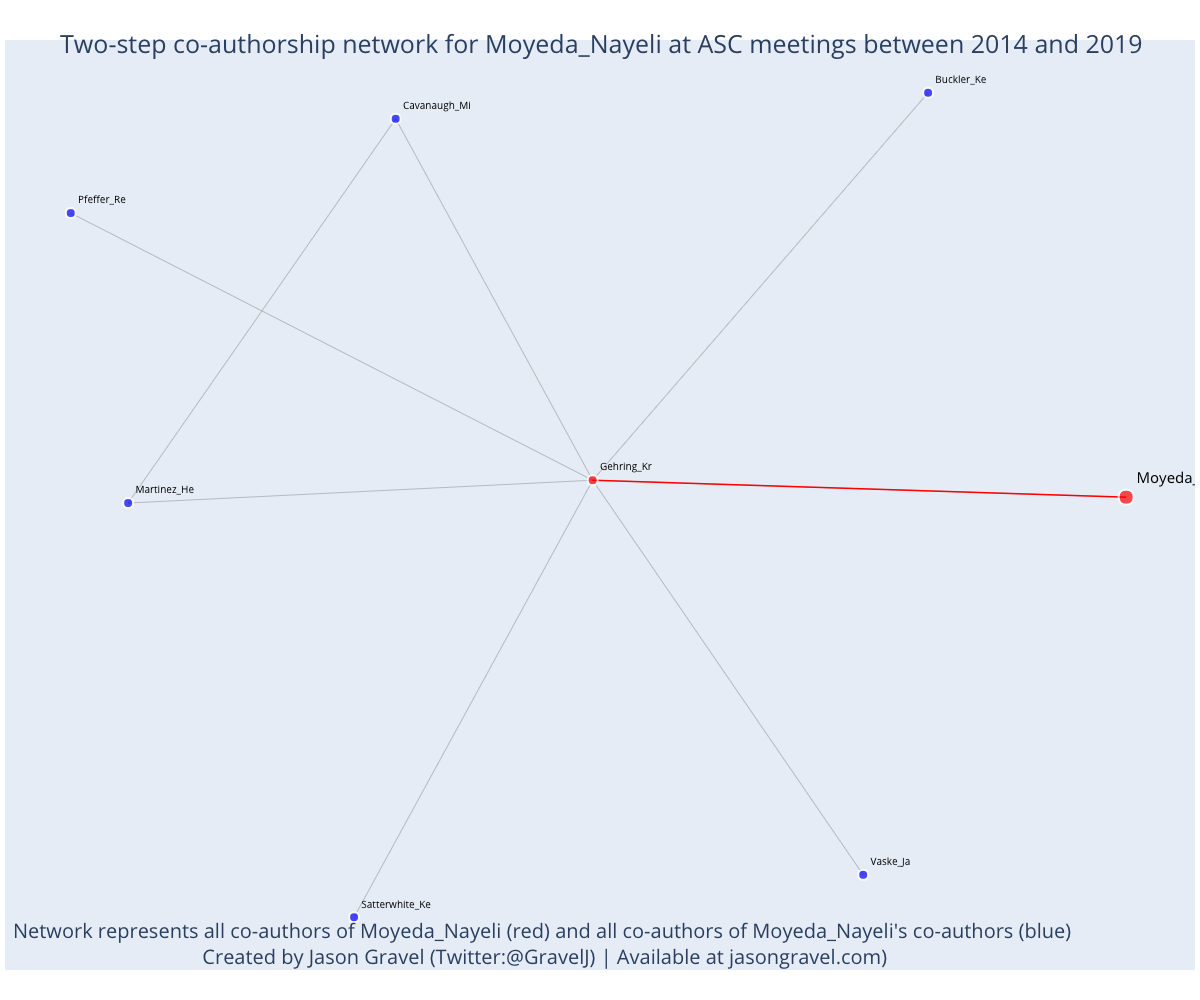 Two-step co-authorship network for Moyeda_Nayeli at ASC meetings between 2014 and 2019
Buckler_Ke
Cavanaugh_Mi
Pfeffer_Re
Gehring_Kr
Moyeda_
Martinez_He
Vaske_Ja
Satterwhite_Ke
Network represents all co-authors of Moyeda_Nayeli (red) and all co-authors of Moyeda_Nayeli's co-authors (blue)
Created by Jason Gravel (Twitter:@GravelJ) | Available at jasongravel.com)